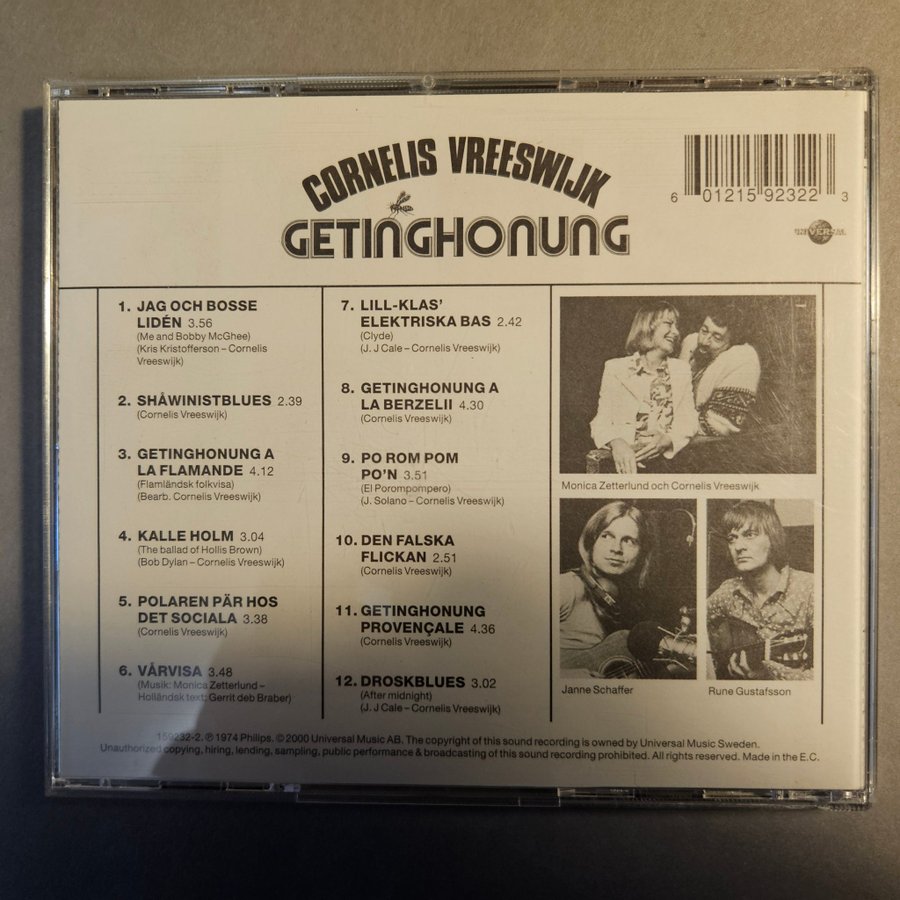 CORNELIS VREESWIJK
GETINGHONUNG
6 01215 92322 3
UNIVERSAL
1. JAG OCH BOSSE
LIDÉN 3.56
(Me and Bobby McGhee)
(Kris Kristofferson – Cornelis
Vreeswijk)
2. SHÅWINISTBLUES 2.39
(Cornelis Vreeswijk)
3. GETINGHONUNG A
LA FLAMANDE 4.12
(Flamländsk folkvisa)
(Bearb. Cornelis Vreeswijk)
4. KALLE HOLM 3.04
(The ballad of Hollis Brown)
(Bob Dylan – Cornelis Vreeswijk)
5. POLAREN PÄR HOS
DET SOCIALA 3.38
(Cornelis Vreeswijk)
6. VÅRVISA 3.48
(Musik: Monica Zetterlund –
Holländsk text: Gerrit deb Braber)
7. LILL-KLAS'
ELEKTRISKA BAS 2.42
(Clyde)
(J. J Cale – Cornelis Vreeswijk)
8. GETINGHONUNG A
LA BERZELII 4.30
(Cornelis Vreeswijk)
9. PO ROM POM
PO'N 3.51
(El Porompompero)
(J. Solano – Cornelis Vreeswijk)
10. DEN FALSKA
FLICKAN 2.51
(Cornelis Vreeswijk)
11. GETINGHONUNG
PROVENÇALE 4.36
(Cornelis Vreeswijk)
12. DROSKBLUES 3.02
(After midnight)
(J. J Cale – Cornelis Vreeswijk)
Monica Zetterlund och Cornelis Vreeswijk
Janne Schaffer
Rune Gustafsson
159232-2. ℗ 1974 Philips. © 2000 Universal Music AB. The copyright of this sound recording is owned by Universal Music Sweden.
Unauthorized copying, hiring, lending, sampling, public performance & broadcasting of this sound recording prohibited. All rights reserved. Made in the E.C.